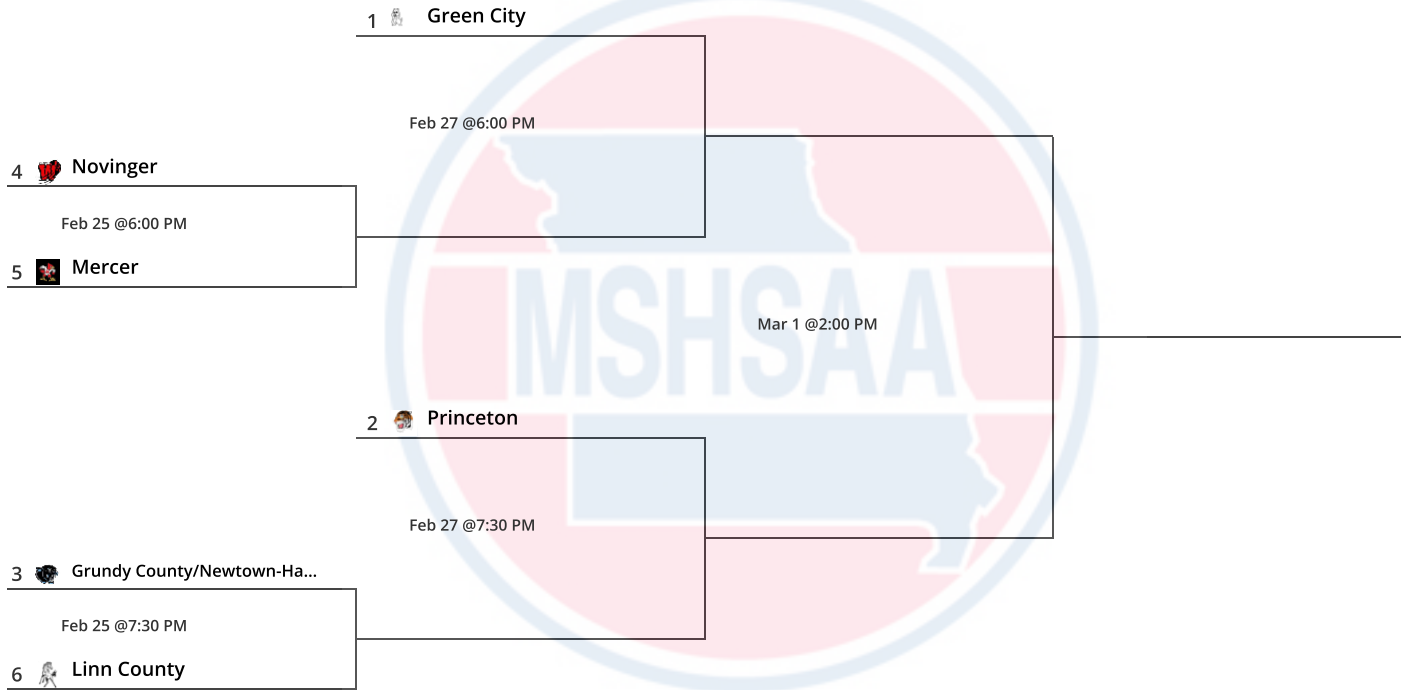 1 Green City
Feb 27 @6:00 PM
4 Novinger
Feb 25 @6:00 PM
5 Mercer
MSHSAA
Mar 1 @2:00 PM
2 Princeton
Feb 27 @7:30 PM
3 Grundy County/Newtown-Ha...
Feb 25 @7:30 PM
6 Linn County